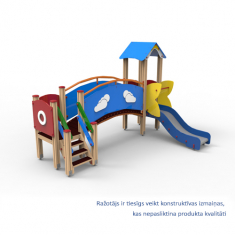 Ražotājs ir tiesīgs veikt konstruktīvas izmaiņas,
kas nepasliktina produkta kvalitāti